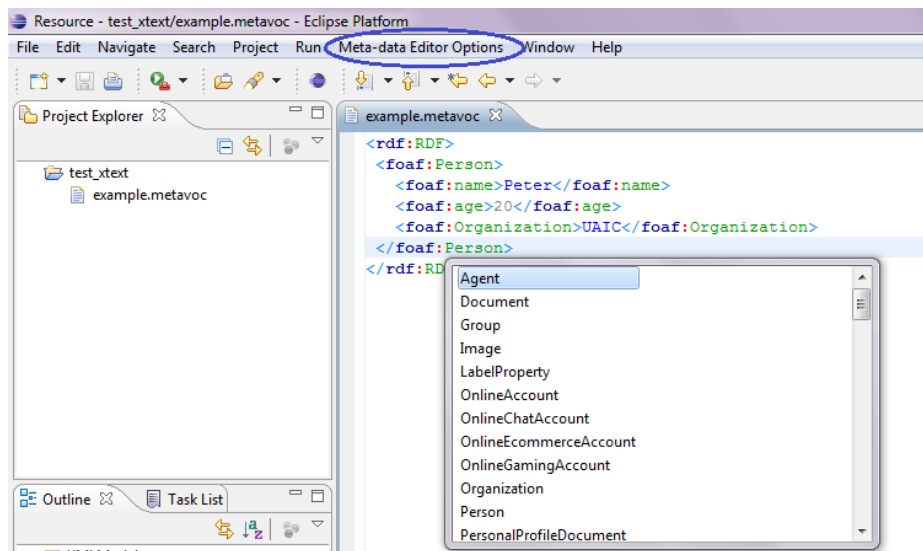 Resource - test_xtext/example.metavoc - Eclipse Platform
File Edit Navigate Search Project Run Meta-data Editor Options Window Help
Project Explorer
test_xtext
example.metavoc
example.metavoc
<rdf:RDF>
<foaf:Person>
<foaf:name>Peter</foaf:name>
<foaf:age>20</foaf:age>
<foaf:Organization>UAIC</foaf:Organization>
</foaf:Person>
</rdf:RD
Agent
Document
Group
Image
LabelProperty
OnlineAccount
OnlineChatAccount
OnlineEcommerceAccount
OnlineGamingAccount
Organization
Person
PersonalProfileDocument
Outline Task List